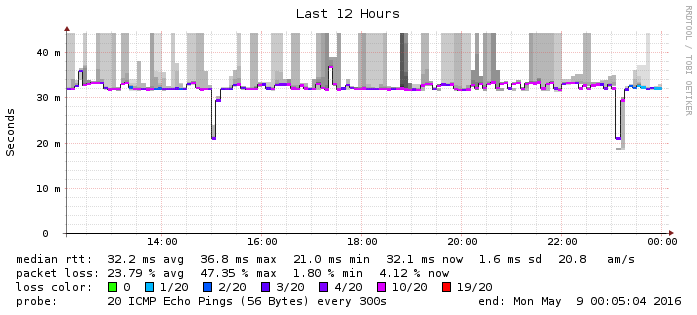 Last 12 Hours
RRDTOOL / TOBI OETIKER
Seconds
40 m
30 m
20 m
10 m
0
14:00 16:00 18:00 20:00 22:00 00:00
median rtt: 32.2 ms avg 36.8 ms max 21.0 ms min 32.1 ms now 1.6 ms sd 20.8 am/s
packet loss: 23.79 % avg 47.35 % max 1.80 % min 4.12 % now
loss color: 0 1/20 2/20 3/20 4/20 10/20 19/20
probe: 20 ICMP Echo Pings (56 Bytes) every 300s end: Mon May 9 00:05:04 2016